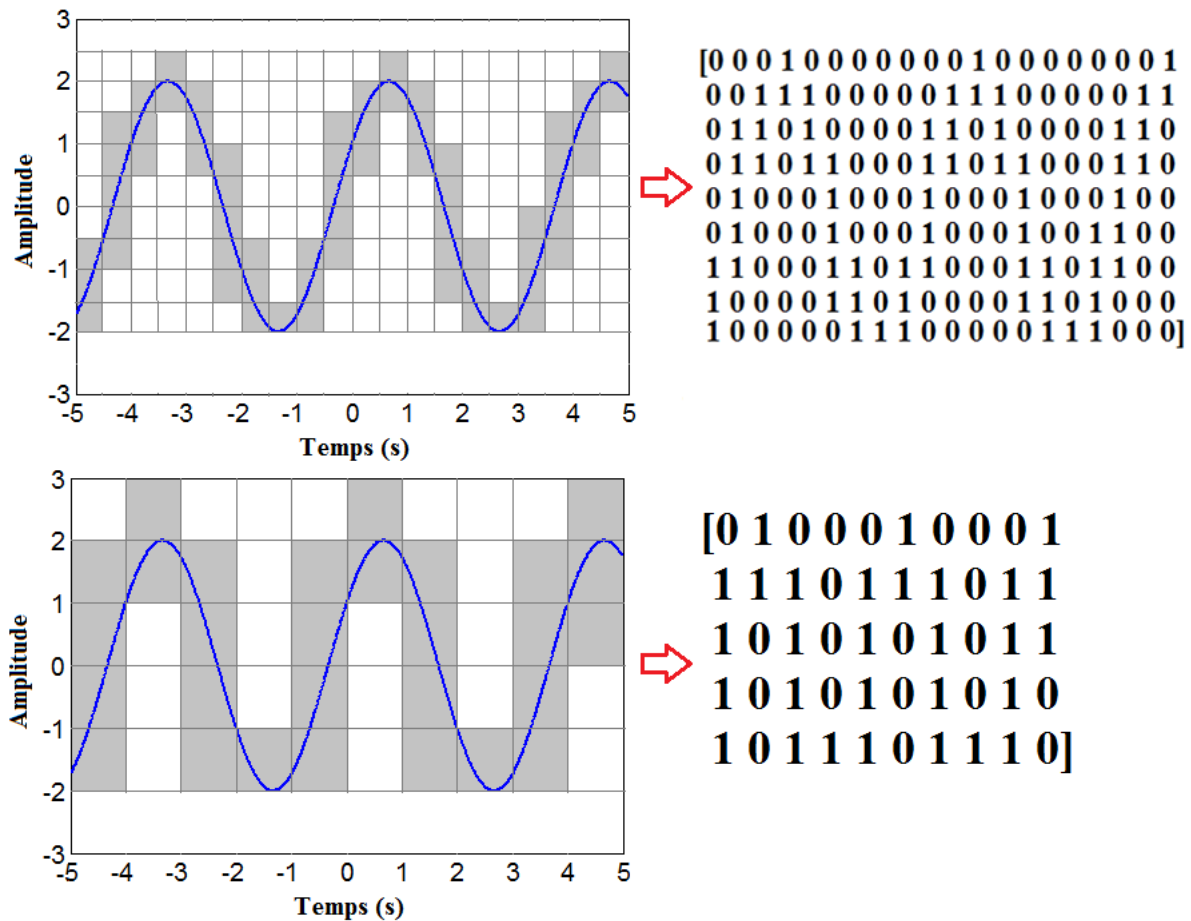 3
2
1
0
-1
-2
-3
Amplitude
-5 -4 -3 -2 -1 0 1 2 3 4 5
Temps (s)
[0 0 0 1 0 0 0 0 0 0 0 1 0 0 0 0 0 0 0 1
0 0 1 1 1 0 0 0 0 0 1 1 1 0 0 0 0 0 1 1
0 1 1 0 1 0 0 0 0 1 1 0 1 0 0 0 0 1 1 0
0 1 1 0 1 1 0 0 0 1 1 0 1 1 0 0 0 1 1 0
0 1 0 0 0 1 0 0 0 1 0 0 0 1 0 0 0 1 0 0
0 1 0 0 0 1 0 0 0 1 0 0 0 1 0 0 1 1 0 0
1 1 0 0 0 1 1 0 1 1 0 0 0 1 1 0 1 1 0 0
1 0 0 0 0 1 1 0 1 0 0 0 0 1 1 0 1 0 0 0
1 0 0 0 0 0 1 1 1 0 0 0 0 0 1 1 1 0 0 0]
3
2
1
0
-1
-2
-3
Amplitude
-5 -4 -3 -2 -1 0 1 2 3 4 5
Temps (s)
[0 1 0 0 0 1 0 0 0 1
1 1 1 0 1 1 1 0 1 1
1 0 1 0 1 0 1 0 1 1
1 0 1 0 1 0 1 0 1 0
1 0 1 1 1 0 1 1 1 0]